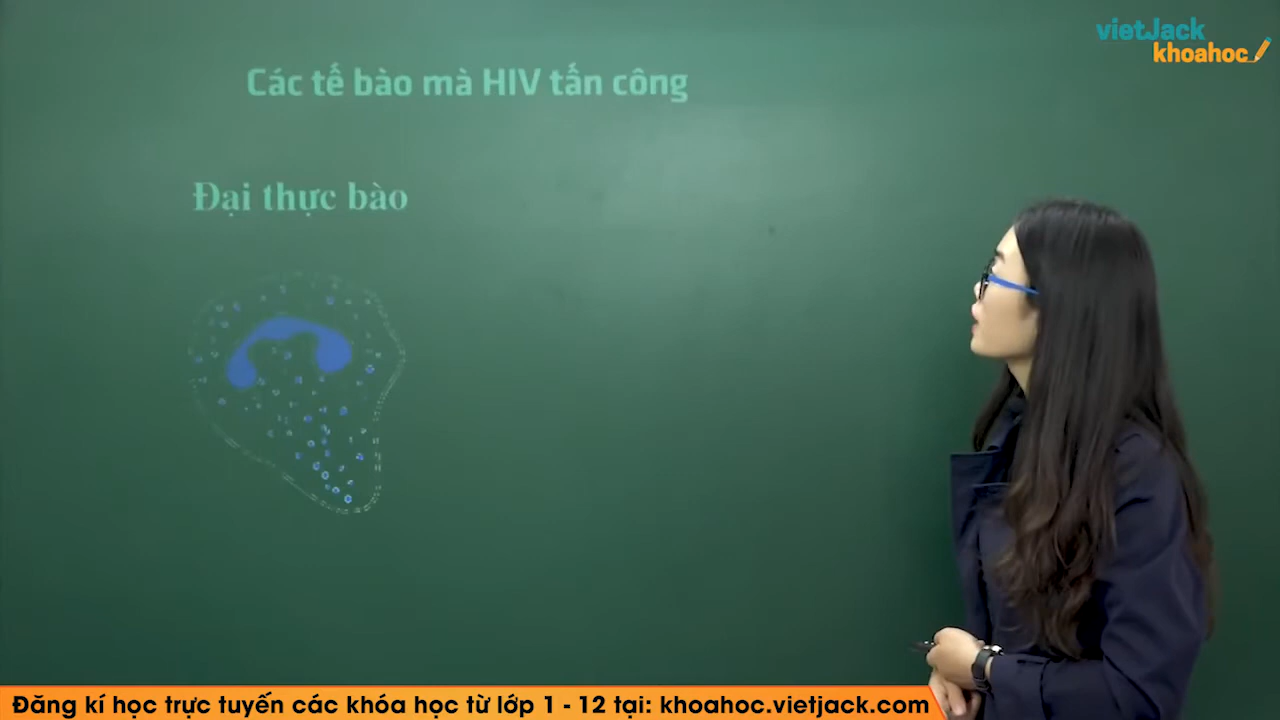 vietJack
khoahoc
Các tế bào mà HIV tấn công
Đại thực bào
Đăng kí học trực tuyến các khóa học từ lớp 1 - 12 tại: khoahoc.vietjack.com